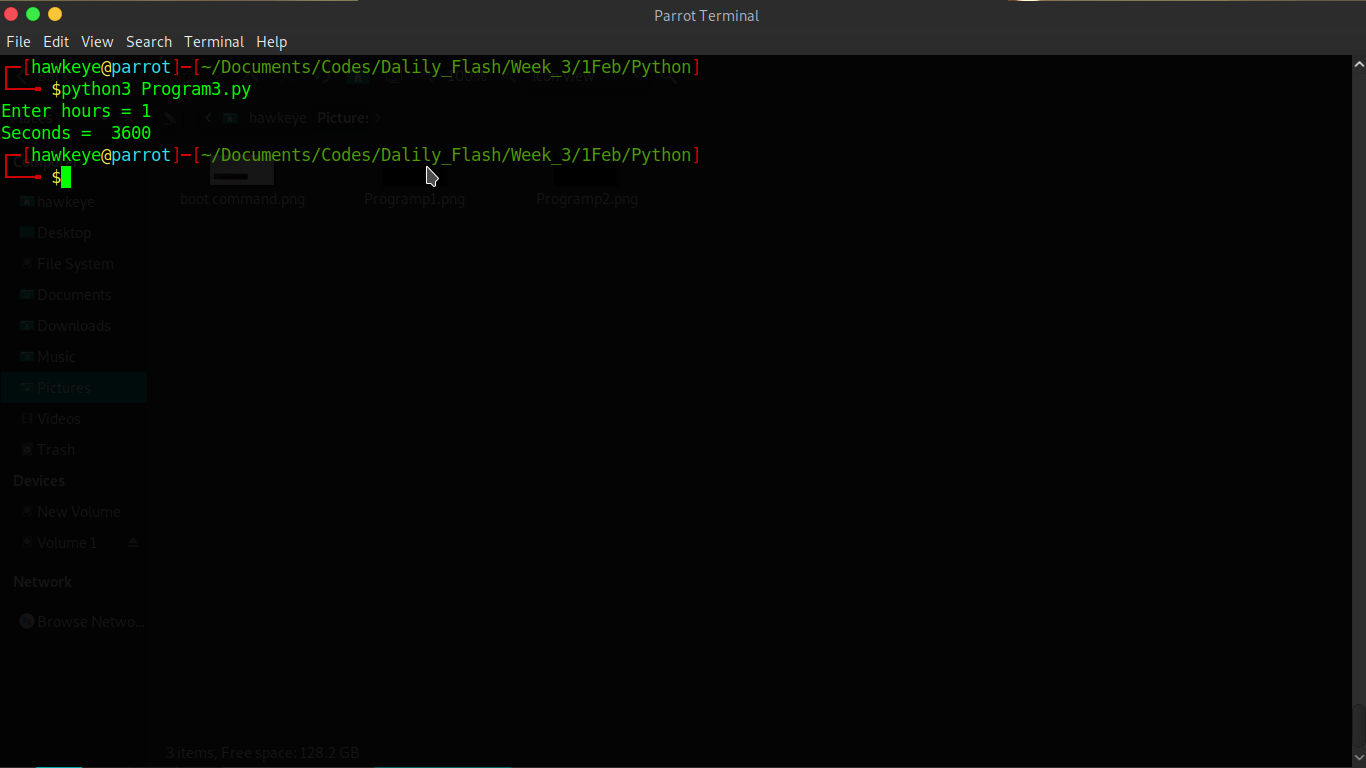 Parrot Terminal
File Edit View Search Terminal Help
[hawkeye@parrot]─[~/Documents/Codes/Dalily_Flash/Week_3/1Feb/Python]
$python3 Program3.py
Enter hours = 1
Seconds =  3600
[hawkeye@parrot]─[~/Documents/Codes/Dalily_Flash/Week_3/1Feb/Python]
$
hawkeye Pictures
boot command.png Programp1.png Programp2.png
hawkeye
Desktop
File System
Documents
Downloads
Music
Pictures
Videos
Trash
Devices
New Volume
Volume 1
Network
Browse Netwo...
3 items, Free space: 128.2 GB